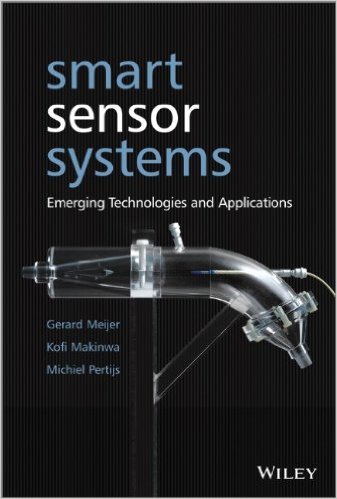 smart
sensor
systems
Emerging Technologies and Applications
Gerard Meijer
Kofi Makinwa
Michiel Pertijs
WILEY